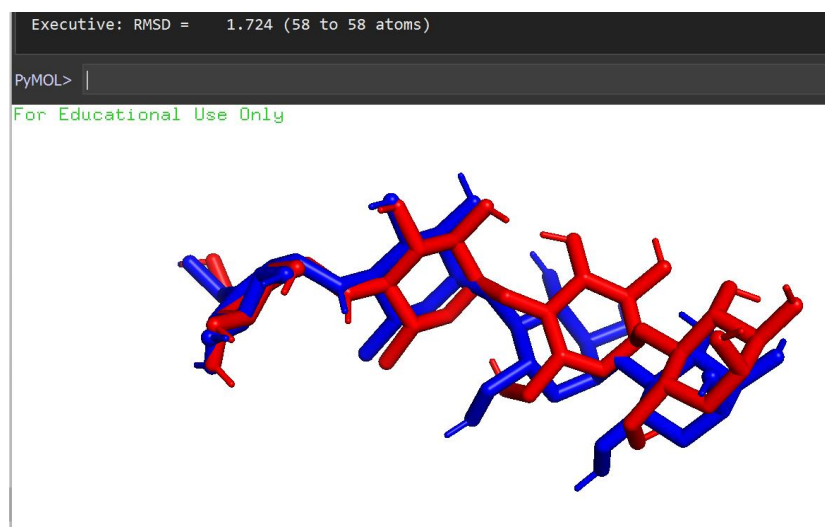 Executive: RMSD =    1.724 (58 to 58 atoms)
PyMOL>
For Educational Use Only